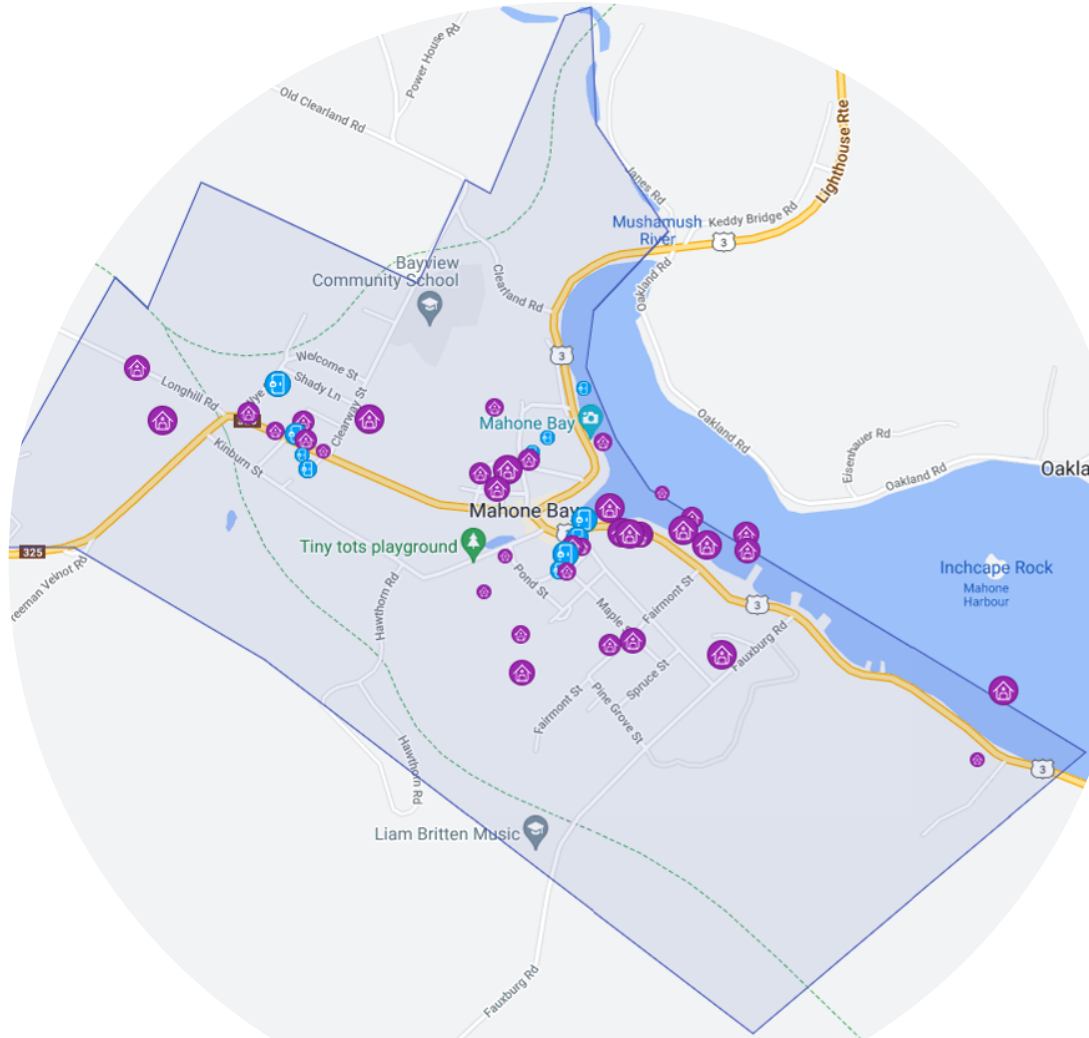 Power House Rd
Old Clearland Rd
Lighthouse Rte
Janes Rd
Keddy Bridge Rd
Mushamush
River
3
Oakland Rd
Bayview
Community School
Clearland Rd
3
Welcome St
Shady Ln
Longhill Rd
Clearway St
Kinburn St
Mahone Bay
Oakland Rd
Eisenhauer Rd
Oakland Rd
Oakla
Mahone Bay
Tiny tots playground
325
Hawthorn Rd
Pond St
Maple S
Fairmont St
Inchcape Rock
Mahone
Harbour
3
Fauxburg Rd
Spruce St
Fairmont St
Pine Grove St
reeman Velnot Rd
Hawthorn Rd
3
Liam Britten Music
Fauxburg Rd